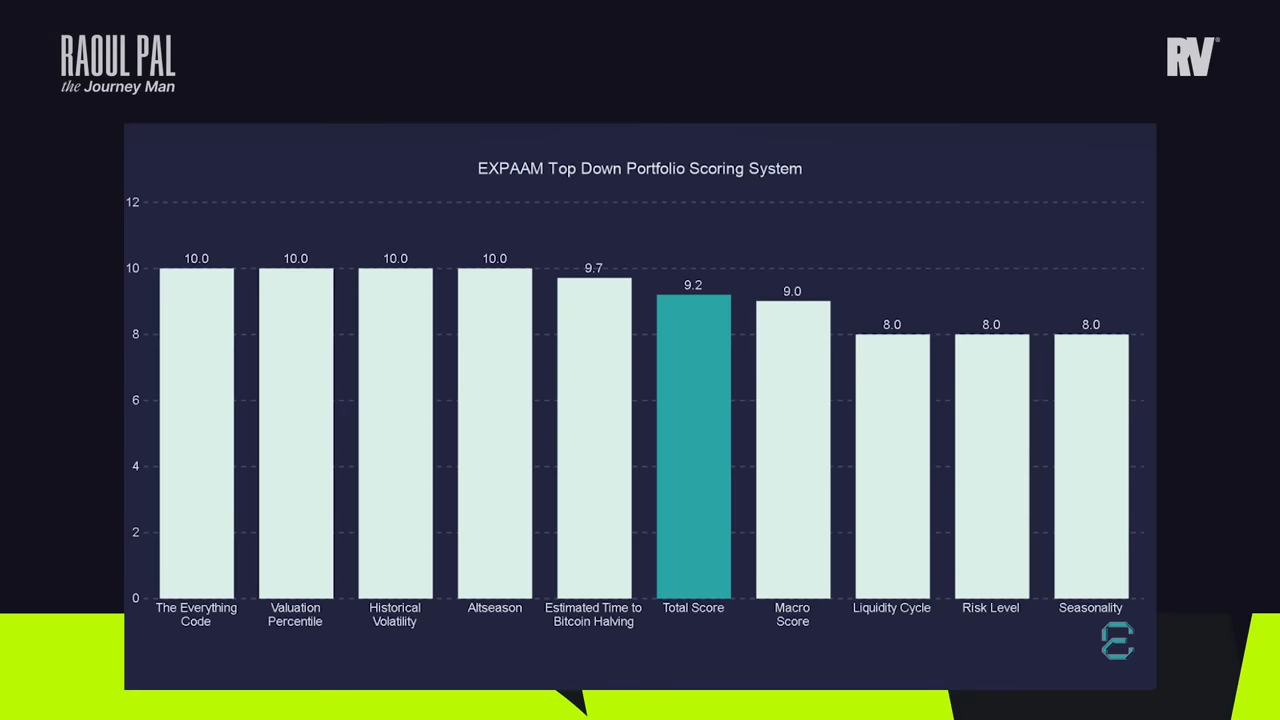 RAOUL PAL
the Journey Man
RV®
EXPAAM Top Down Portfolio Scoring System
12
10
8
6
4
2
0
10.0
10.0
10.0
10.0
9.7
9.2
9.0
8.0
8.0
8.0
The Everything
Code
Valuation
Percentile
Historical
Volatility
Altseason
Estimated Time to
Bitcoin Halving
Total Score
Macro
Score
Liquidity Cycle
Risk Level
Seasonality